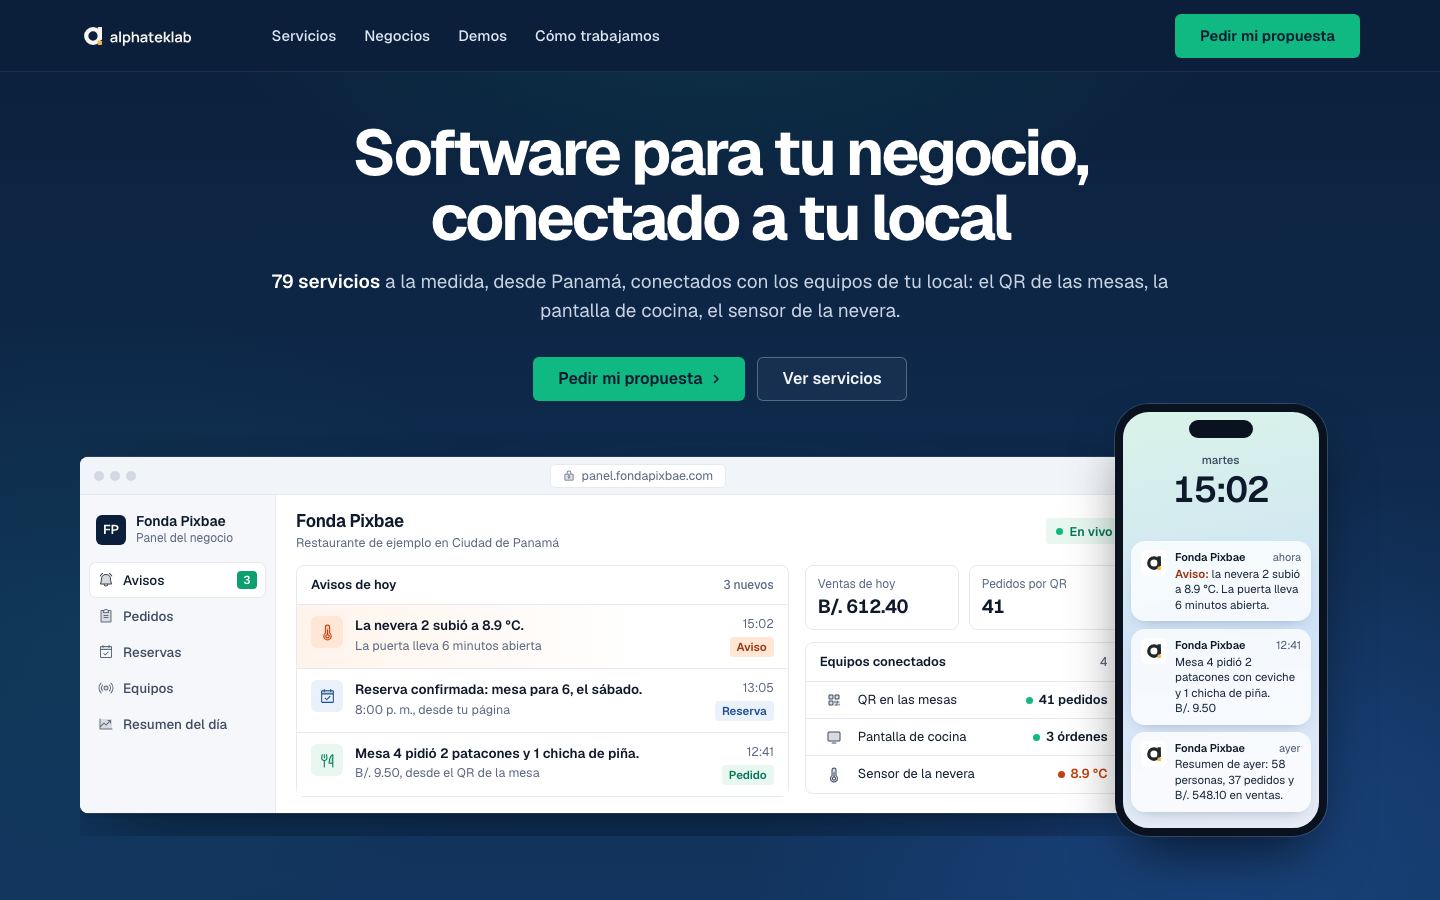 alphateklab
Servicios
Negocios
Demos
Cómo trabajamos
Pedir mi propuesta
Software para tu negocio,
conectado a tu local
79 servicios a la medida, desde Panamá, conectados con los equipos de tu local: el QR de las mesas, la
pantalla de cocina, el sensor de la nevera.
Pedir mi propuesta
Ver servicios
panel.fondapixbae.com
FP
Fonda Pixbae
Panel del negocio
Avisos
3
Pedidos
Reservas
Equipos
Resumen del día
Fonda Pixbae
Restaurante de ejemplo en Ciudad de Panamá
En vivo
Avisos de hoy
3 nuevos
La nevera 2 subió a 8.9 °C.
15:02
La puerta lleva 6 minutos abierta
Aviso
Reserva confirmada: mesa para 6, el sábado.
13:05
8:00 p. m., desde tu página
Reserva
Mesa 4 pidió 2 patacones y 1 chicha de piña.
12:41
B/. 9.50, desde el QR de la mesa
Pedido
Ventas de hoy
B/. 612.40
Pedidos por QR
41
Equipos conectados
4
QR en las mesas
41 pedidos
Pantalla de cocina
3 órdenes
Sensor de la nevera
8.9 °C
martes
15:02
Fonda Pixbae
ahora
Aviso: la nevera 2 subió
a 8.9 °C. La puerta lleva
6 minutos abierta.
Fonda Pixbae
12:41
Mesa 4 pidió 2
patacones con ceviche
y 1 chicha de piña.
B/. 9.50
Fonda Pixbae
ayer
Resumen de ayer: 58
personas, 37 pedidos y
B/. 548.10 en ventas.